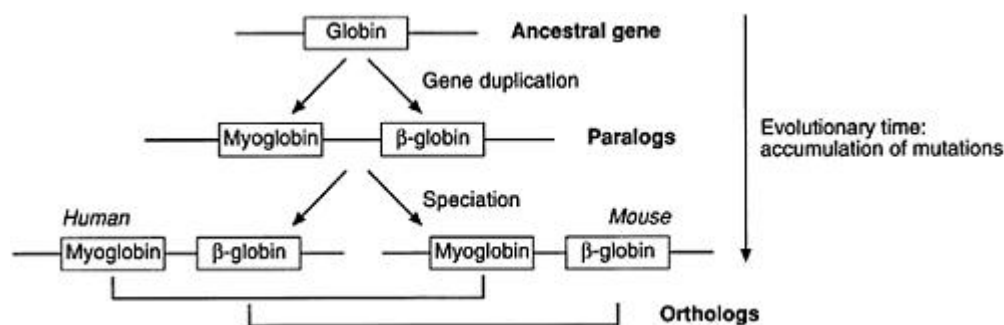 Globin
Ancestral gene
Gene duplication
Myoglobin
β-globin
Paralogs
Evolutionary time:
accumulation of mutations
Speciation
Human
Mouse
Myoglobin
β-globin
Myoglobin
β-globin
Orthologs